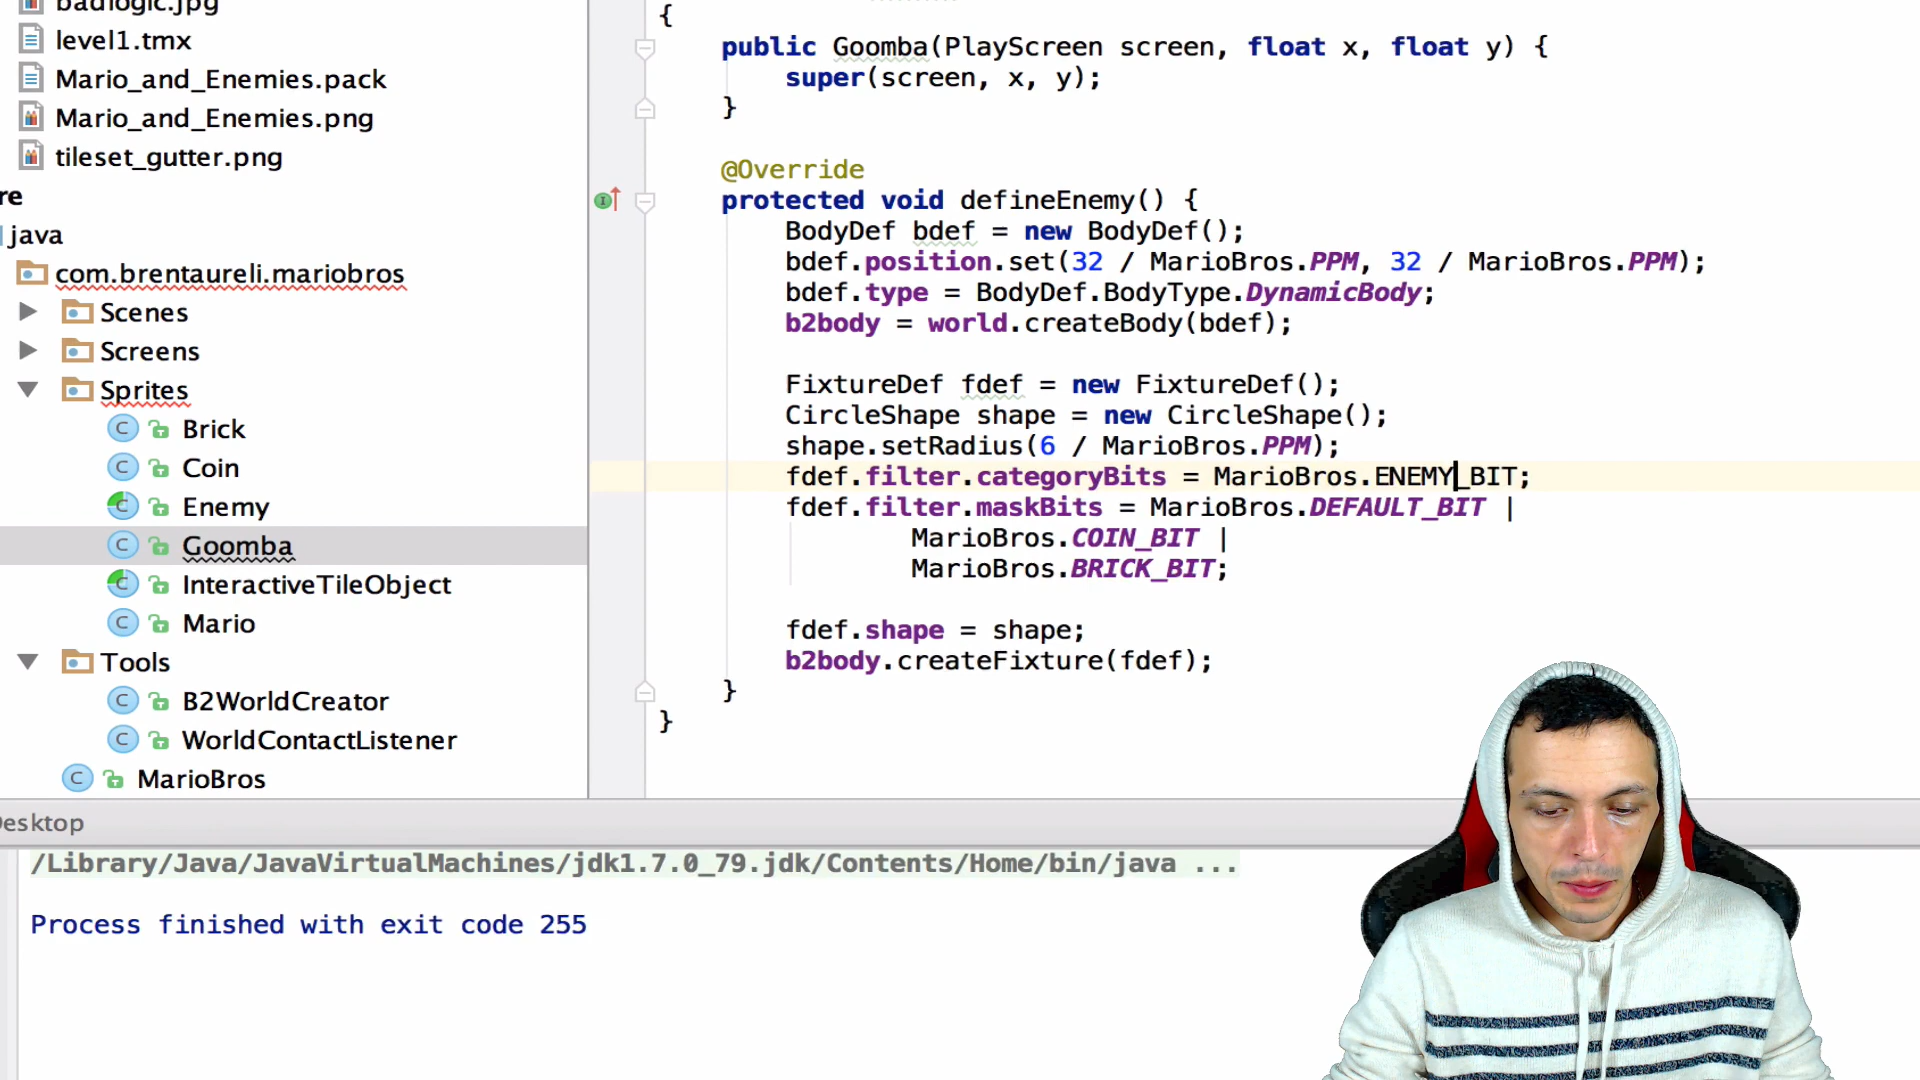 badlogic.jpg
level1.tmx
Mario_and_Enemies.pack
Mario_and_Enemies.png
tileset_gutter.png
re
java
com.brentaureli.mariobros
Scenes
Screens
Sprites
Brick
Coin
Enemy
Goomba
InteractiveTileObject
Mario
Tools
B2WorldCreator
WorldContactListener
MarioBros
{
public Goomba(PlayScreen screen, float x, float y) {
super(screen, x, y);
}
@Override
protected void defineEnemy() {
BodyDef bdef = new BodyDef();
bdef.position.set(32 / MarioBros.PPM, 32 / MarioBros.PPM);
bdef.type = BodyDef.BodyType.DynamicBody;
b2body = world.createBody(bdef);
FixtureDef fdef = new FixtureDef();
CircleShape shape = new CircleShape();
shape.setRadius(6 / MarioBros.PPM);
fdef.filter.categoryBits = MarioBros.ENEMY_BIT;
fdef.filter.maskBits = MarioBros.DEFAULT_BIT |
MarioBros.COIN_BIT |
MarioBros.BRICK_BIT;
fdef.shape = shape;
b2body.createFixture(fdef);
}
}
Desktop
/Library/Java/JavaVirtualMachines/jdk1.7.0_79.jdk/Contents/Home/bin/java ...
Process finished with exit code 255